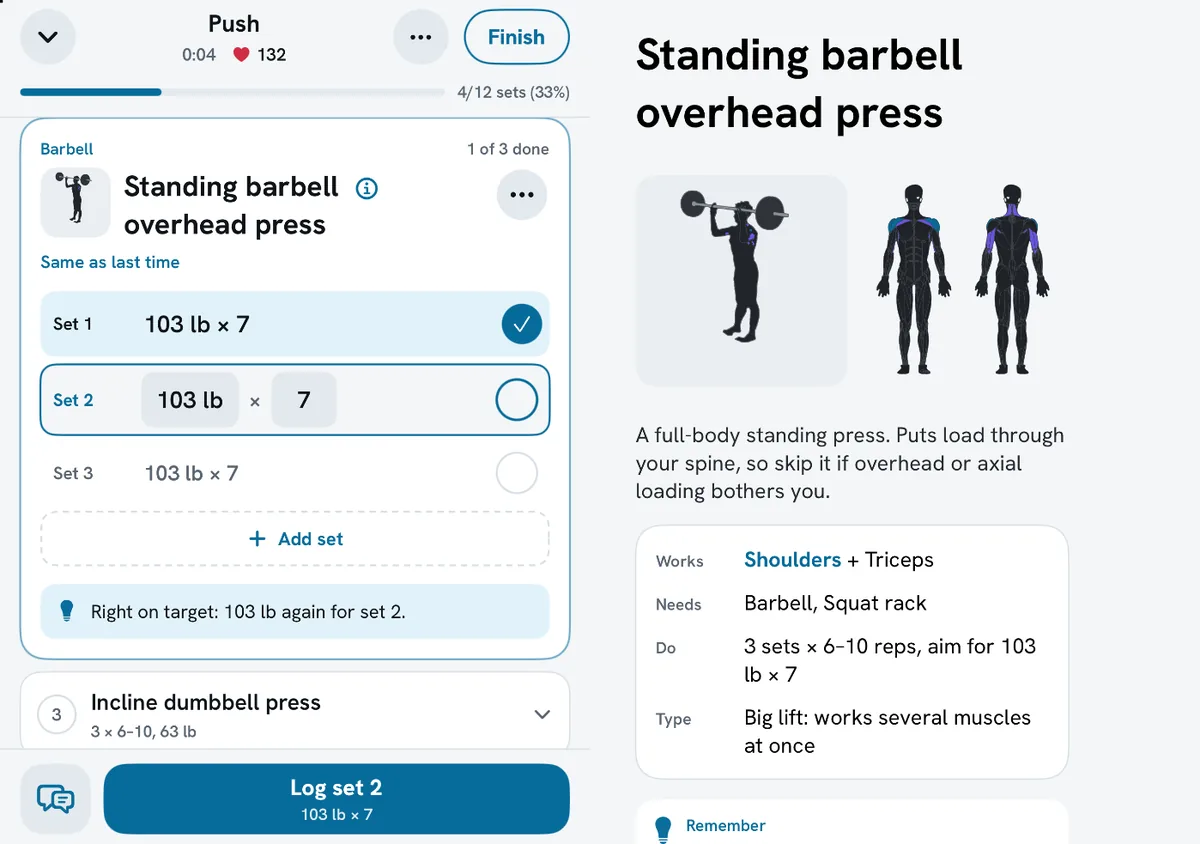 Push
0:04 132
Finish
4/12 sets (33%)
Barbell
1 of 3 done
Standing barbell
overhead press
Same as last time
Set 1 103 lb × 7
Set 2 103 lb × 7
Set 3 103 lb × 7
+ Add set
Right on target: 103 lb again for set 2.
3 Incline dumbbell press
3 × 6–10, 63 lb
Log set 2
103 lb × 7
Standing barbell
overhead press
A full-body standing press. Puts load through
your spine, so skip it if overhead or axial
loading bothers you.
Works Shoulders + Triceps
Needs Barbell, Squat rack
Do 3 sets × 6–10 reps, aim for 103
lb × 7
Type Big lift: works several muscles
at once
Remember